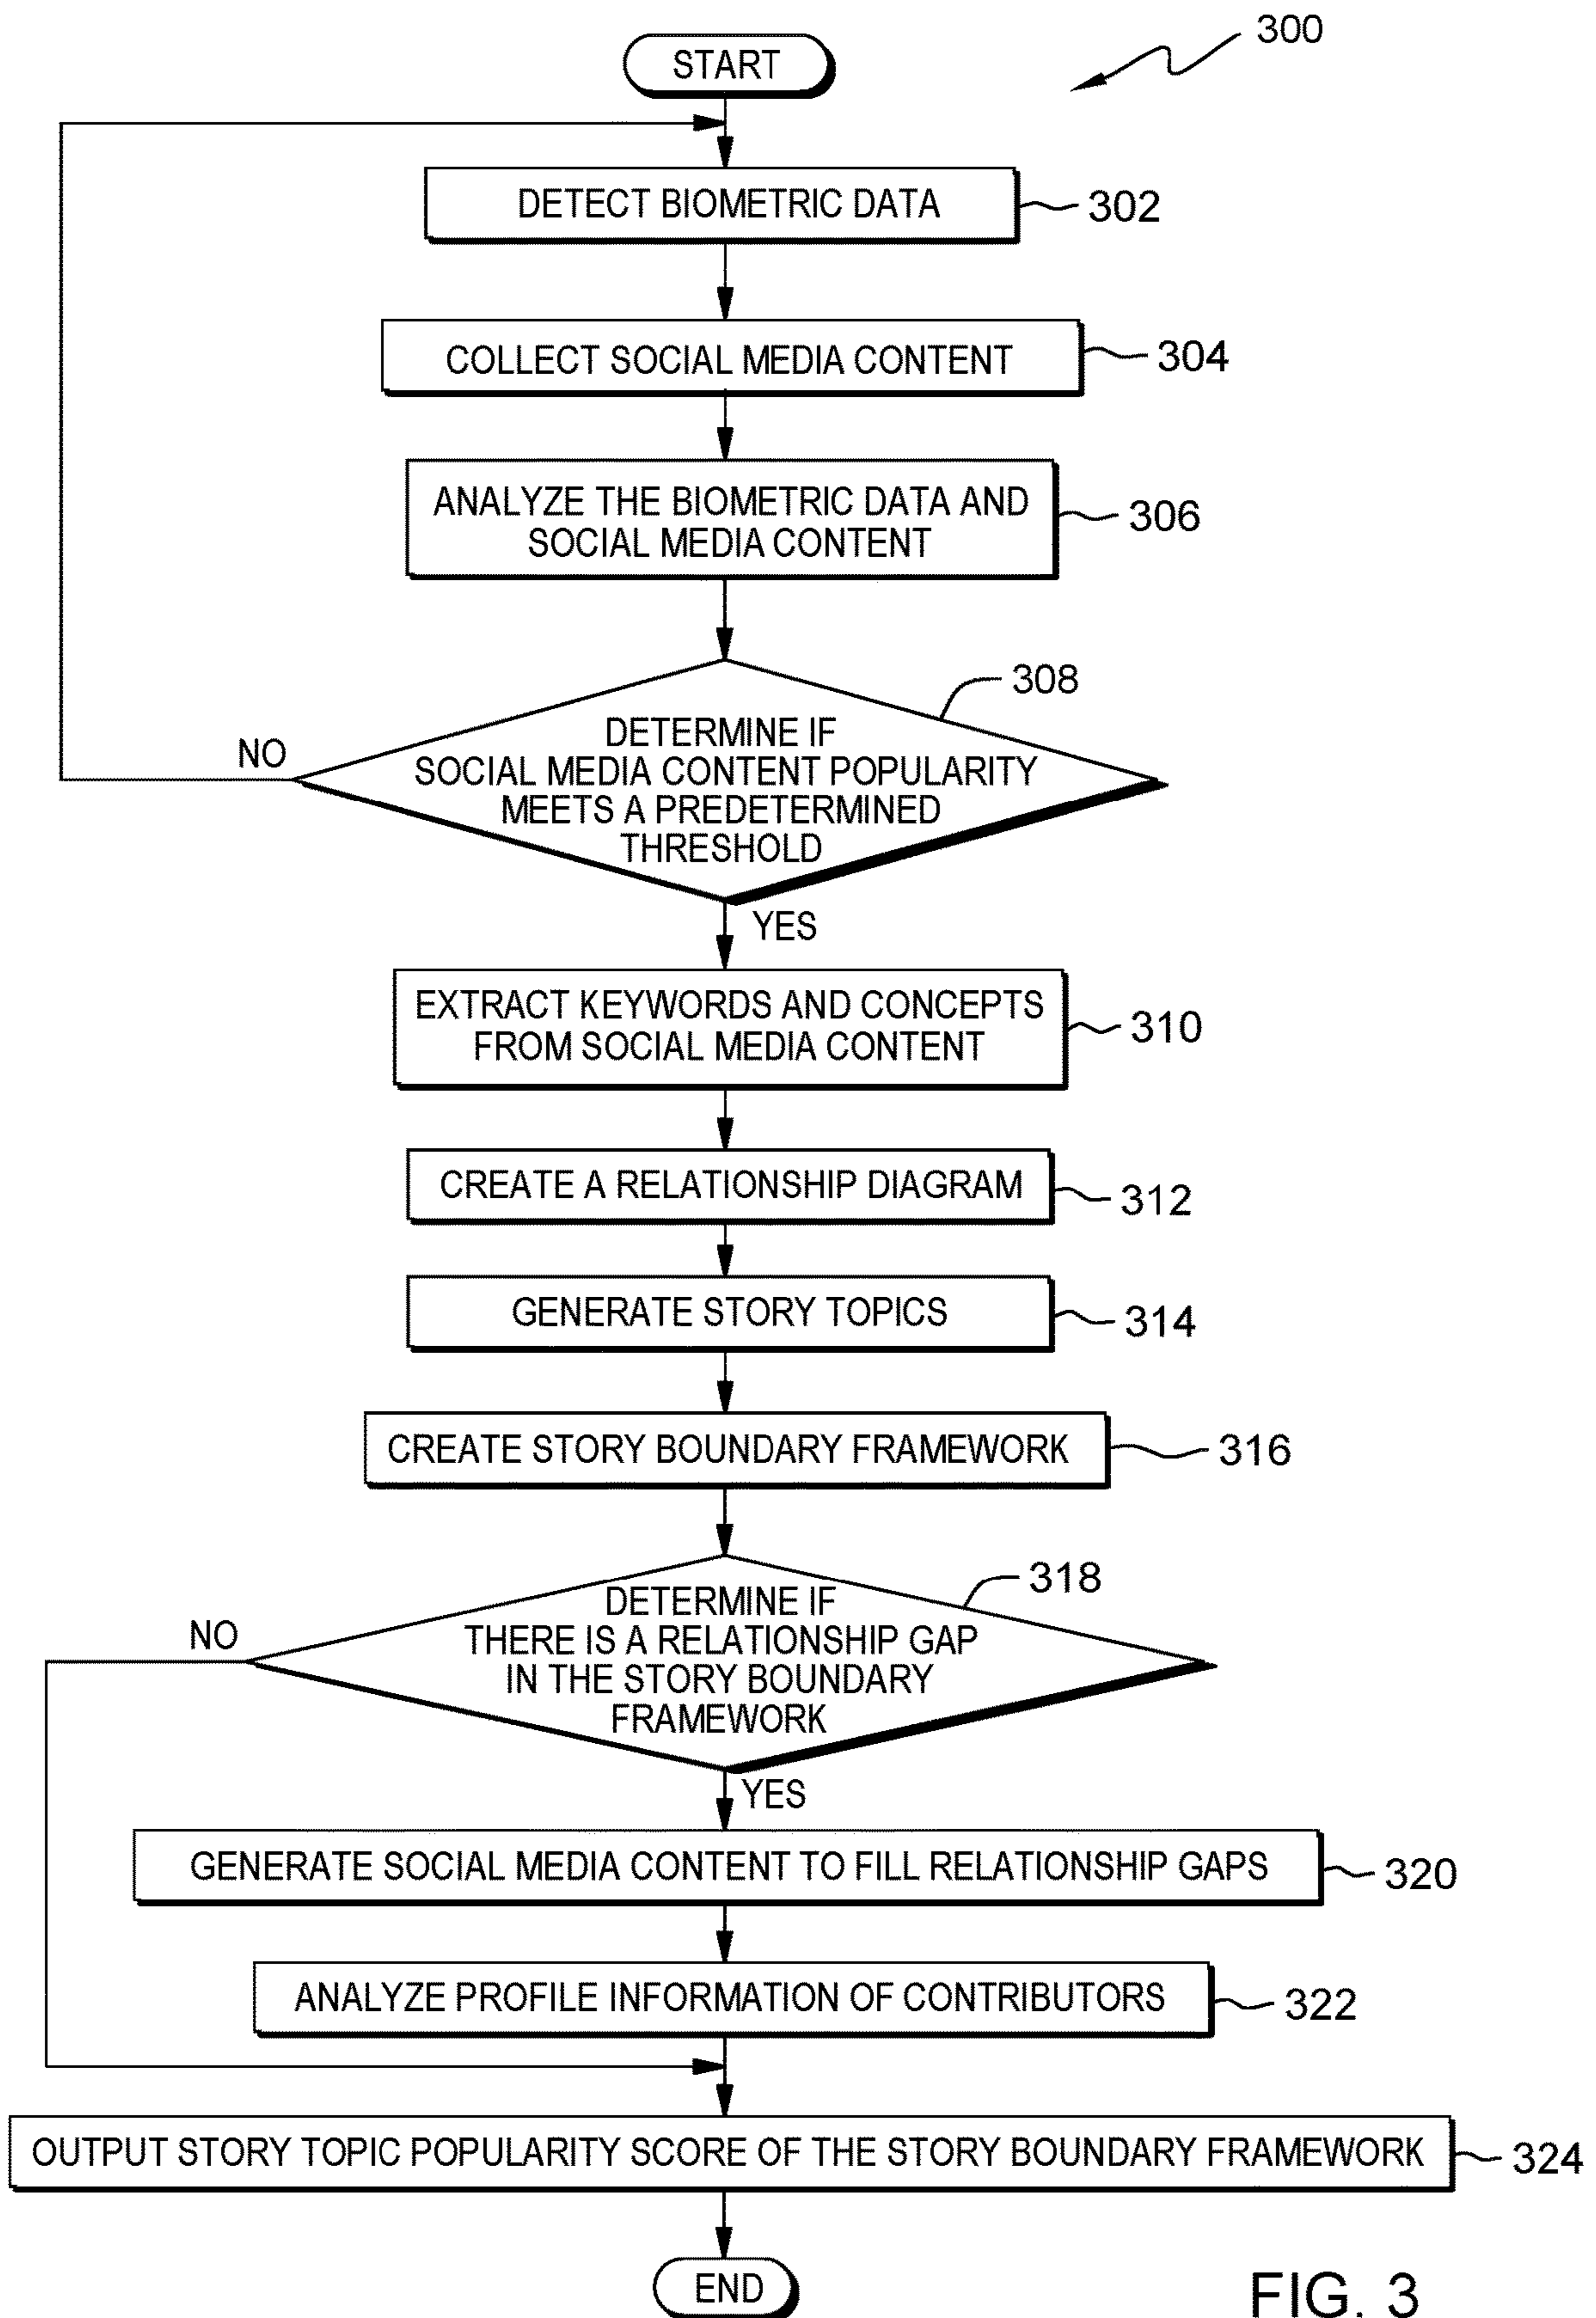 300
START
DETECT BIOMETRIC DATA
302
COLLECT SOCIAL MEDIA CONTENT
304
ANALYZE THE BIOMETRIC DATA AND
SOCIAL MEDIA CONTENT
306
308
DETERMINE IF
SOCIAL MEDIA CONTENT POPULARITY
MEETS A PREDETERMINED
THRESHOLD
NO
YES
EXTRACT KEYWORDS AND CONCEPTS
FROM SOCIAL MEDIA CONTENT
310
CREATE A RELATIONSHIP DIAGRAM
312
GENERATE STORY TOPICS
314
CREATE STORY BOUNDARY FRAMEWORK
316
318
DETERMINE IF
THERE IS A RELATIONSHIP GAP
IN THE STORY BOUNDARY
FRAMEWORK
NO
YES
GENERATE SOCIAL MEDIA CONTENT TO FILL RELATIONSHIP GAPS
320
ANALYZE PROFILE INFORMATION OF CONTRIBUTORS
322
OUTPUT STORY TOPIC POPULARITY SCORE OF THE STORY BOUNDARY FRAMEWORK
324
END
FIG. 3